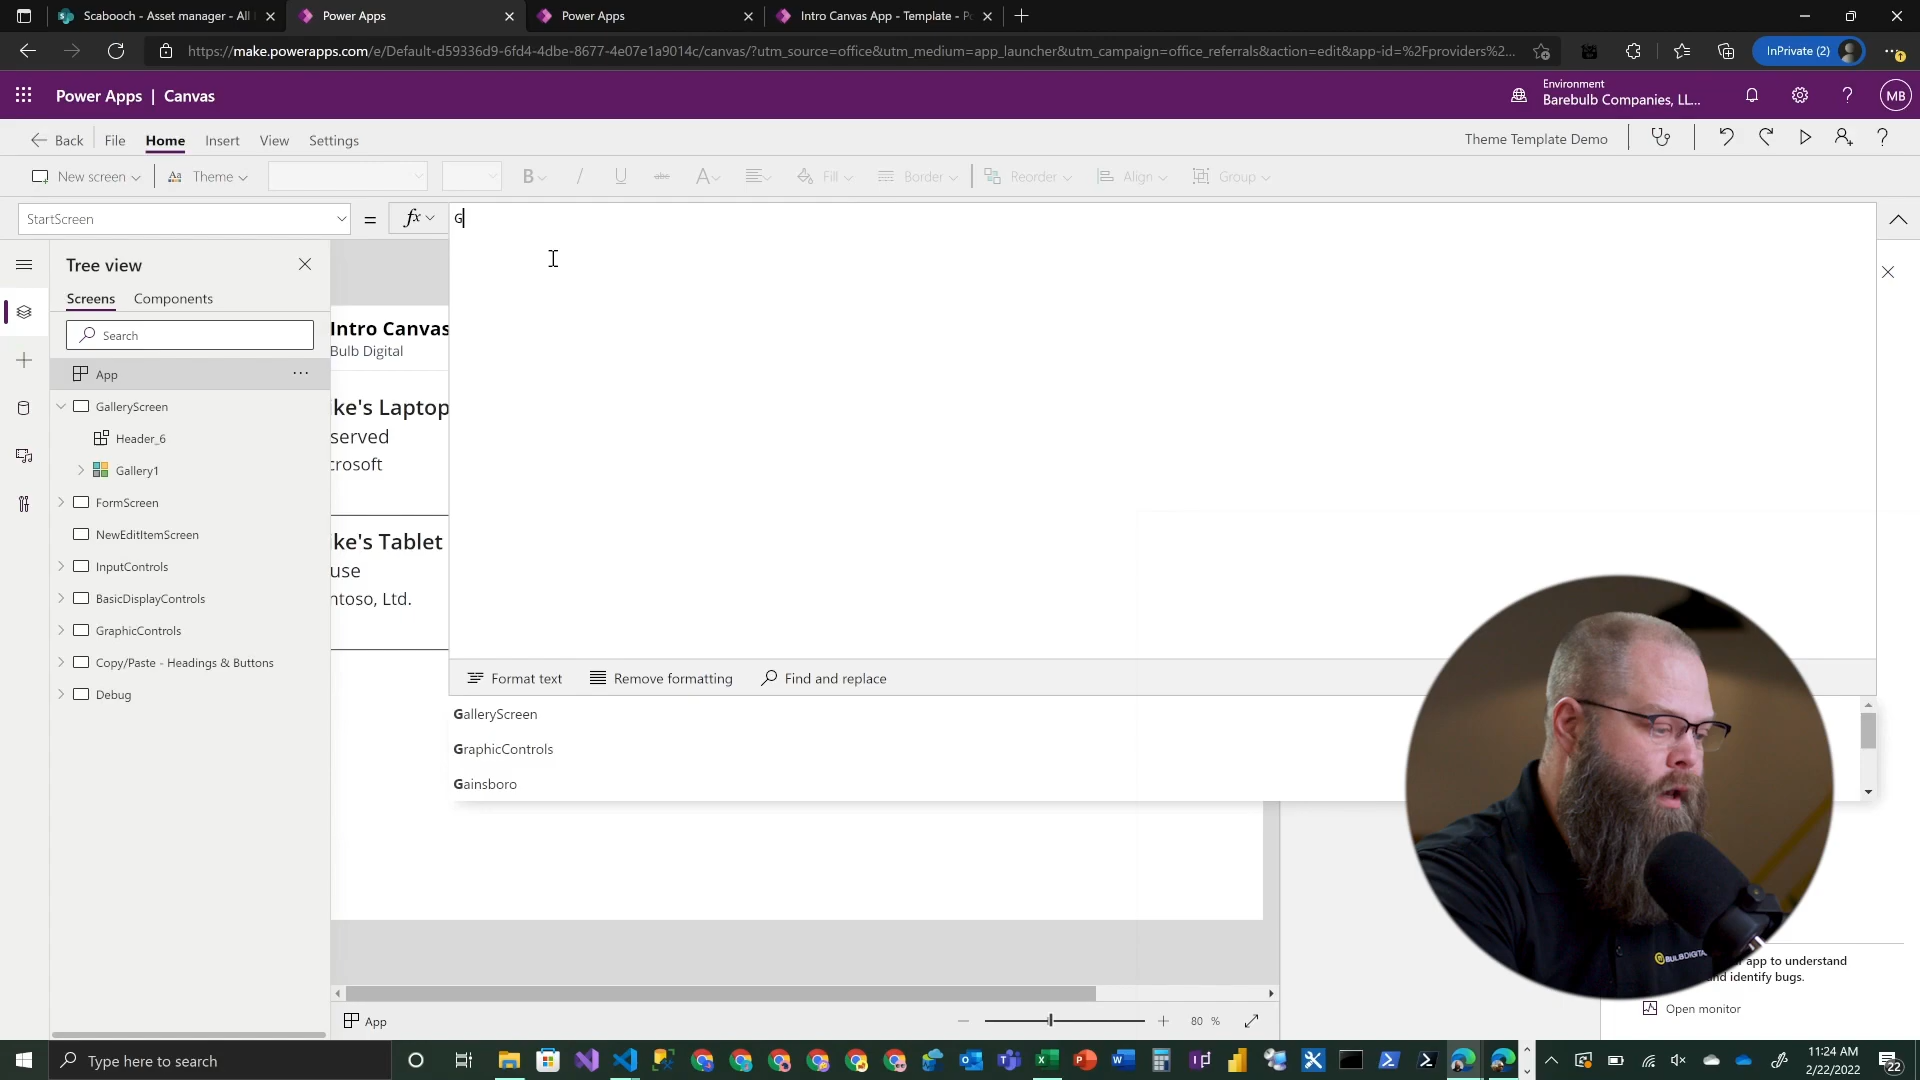 Scabooch - Asset manager - All
Power Apps
Power Apps
Intro Canvas App - Template - Po
https://make.powerapps.com/e/Default-d59336d9-6fd4-4dbe-8677-4e07e1a9014c/canvas/?utm_source=office&utm_medium=app_launcher&utm_campaign=office_referrals&action=edit&app-id=%2Fproviders%2...
InPrivate (2)
Power Apps | Canvas
Environment
Barebulb Companies, LL...
MB
Back
File
Home
Insert
View
Settings
Theme Template Demo
New screen
Theme
B
I
U
abc
A
Fill
Border
Reorder
Align
Group
StartScreen
=
fx
G
Tree view
Screens
Components
Search
App
GalleryScreen
Header_6
Gallery1
FormScreen
NewEditItemScreen
InputControls
BasicDisplayControls
GraphicControls
Copy/Paste - Headings & Buttons
Debug
Intro Canvas
Bulb Digital
ke's Laptop
served
crosoft
ke's Tablet
use
ntoso, Ltd.
Format text
Remove formatting
Find and replace
GalleryScreen
GraphicControls
Gainsboro
BULBDIGITA
app to understand
nd identify bugs.
Open monitor
App
80 %
Type here to search
11:24 AM
2/22/2022
22